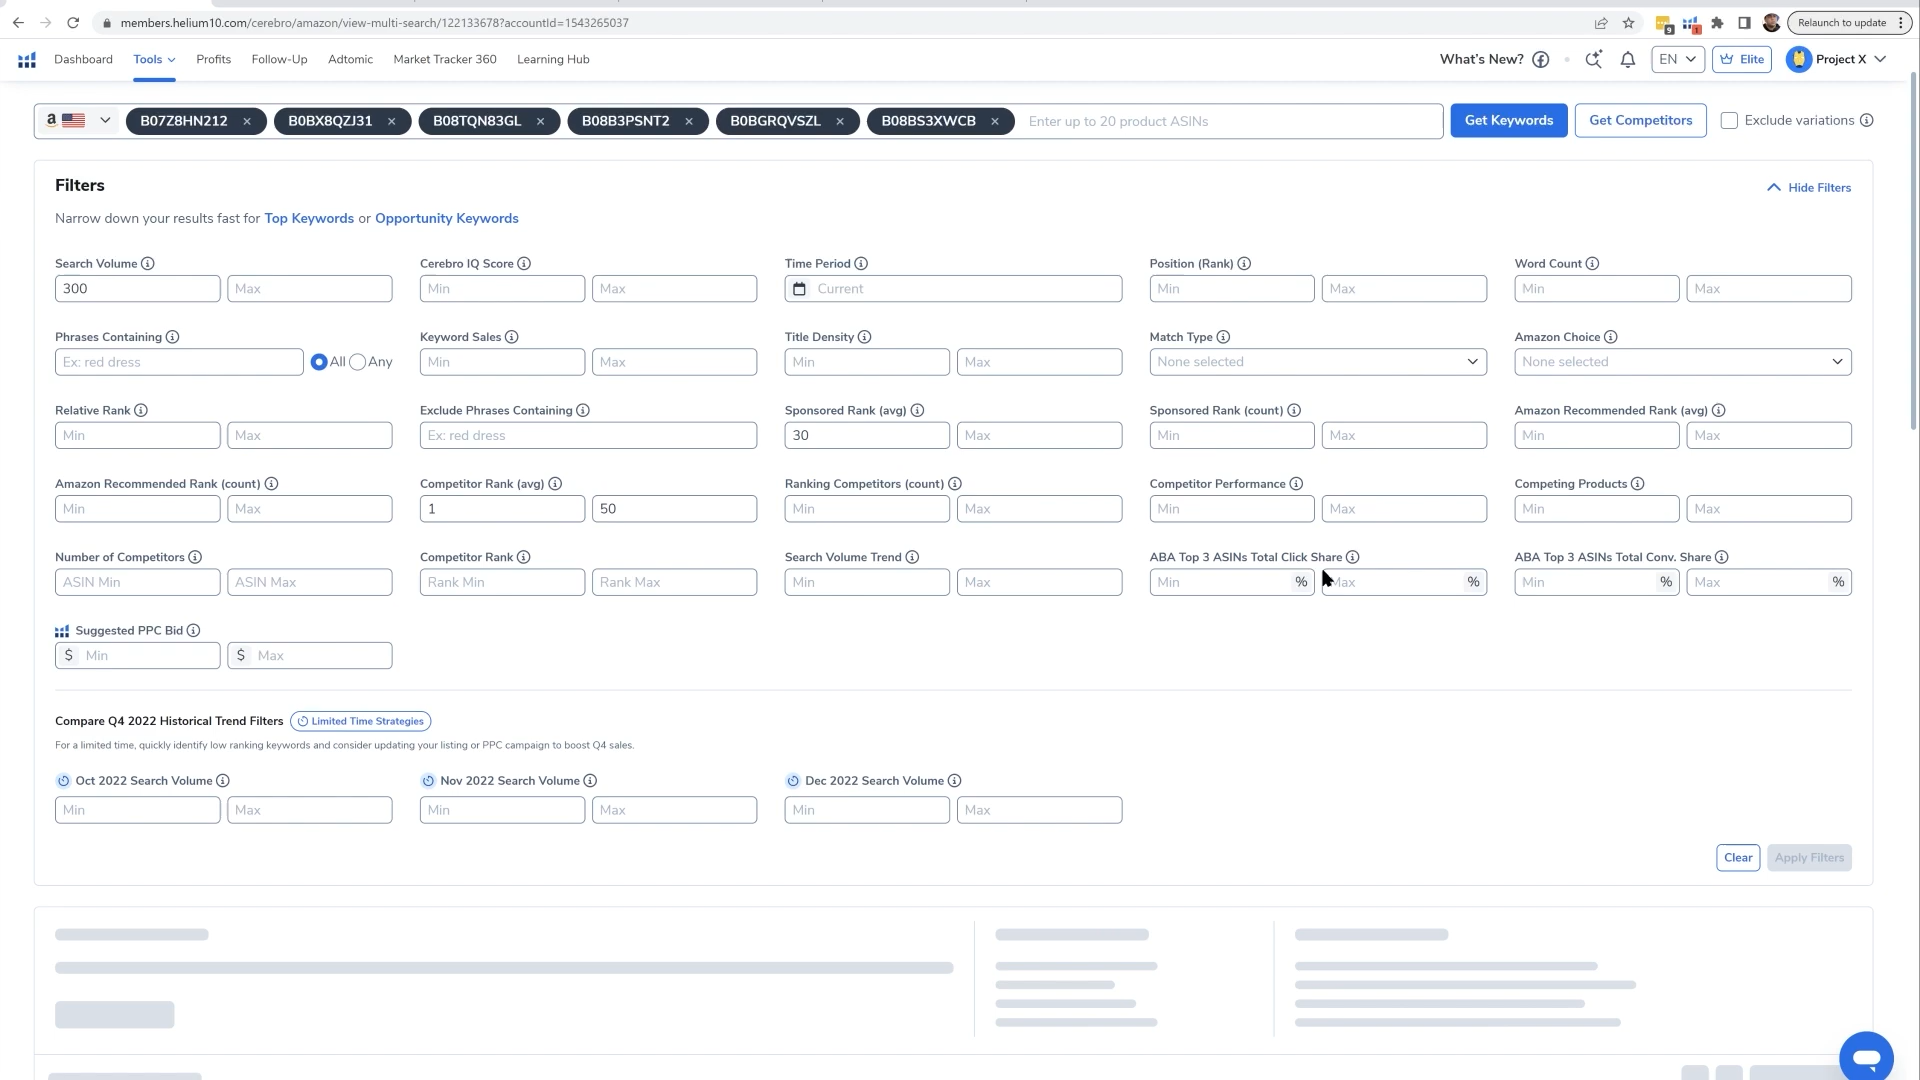 members.helium10.com/cerebro/amazon/view-multi-search/122133678?accountId=1543265037
9
1
Relaunch to update
Dashboard Tools Profits Follow-Up Adtomic Market Tracker 360 Learning Hub What's New? EN Elite Project X
a B07Z8HN212 × B0BX8QZJ31 × B08TQN83GL × B08B3PSNT2 × B0BGRQVSZL × B08BS3XWCB × Enter up to 20 product ASINs Get Keywords Get Competitors Exclude variations
Filters
Hide Filters
Narrow down your results fast for Top Keywords or Opportunity Keywords
Search Volume Cerebro IQ Score Time Period Position (Rank) Word Count
300 Max Min Max Current Min Max Min Max
Phrases Containing Keyword Sales Title Density Match Type Amazon Choice
Ex: red dress All Any Min Max Min Max None selected None selected
Relative Rank Exclude Phrases Containing Sponsored Rank (avg) Sponsored Rank (count) Amazon Recommended Rank (avg)
Min Max Ex: red dress 30 Max Min Max Min Max
Amazon Recommended Rank (count) Competitor Rank (avg) Ranking Competitors (count) Competitor Performance Competing Products
Min Max 1 50 Min Max Min Max Min Max
Number of Competitors Competitor Rank Search Volume Trend ABA Top 3 ASINs Total Click Share ABA Top 3 ASINs Total Conv. Share
ASIN Min ASIN Max Rank Min Rank Max Min Max Min % Max % Min % Max %
Suggested PPC Bid
$ Min $ Max
Compare Q4 2022 Historical Trend Filters Limited Time Strategies
For a limited time, quickly identify low ranking keywords and consider updating your listing or PPC campaign to boost Q4 sales.
Oct 2022 Search Volume Nov 2022 Search Volume Dec 2022 Search Volume
Min Max Min Max Min Max
Clear Apply Filters